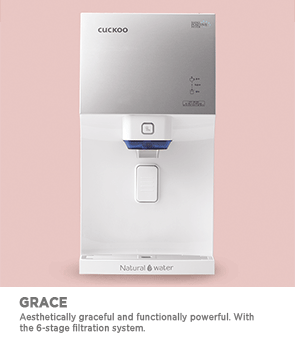 CUCKOO
Natural water
GRACE
Aesthetically graceful and functionally powerful. With
the 6-stage filtration system.